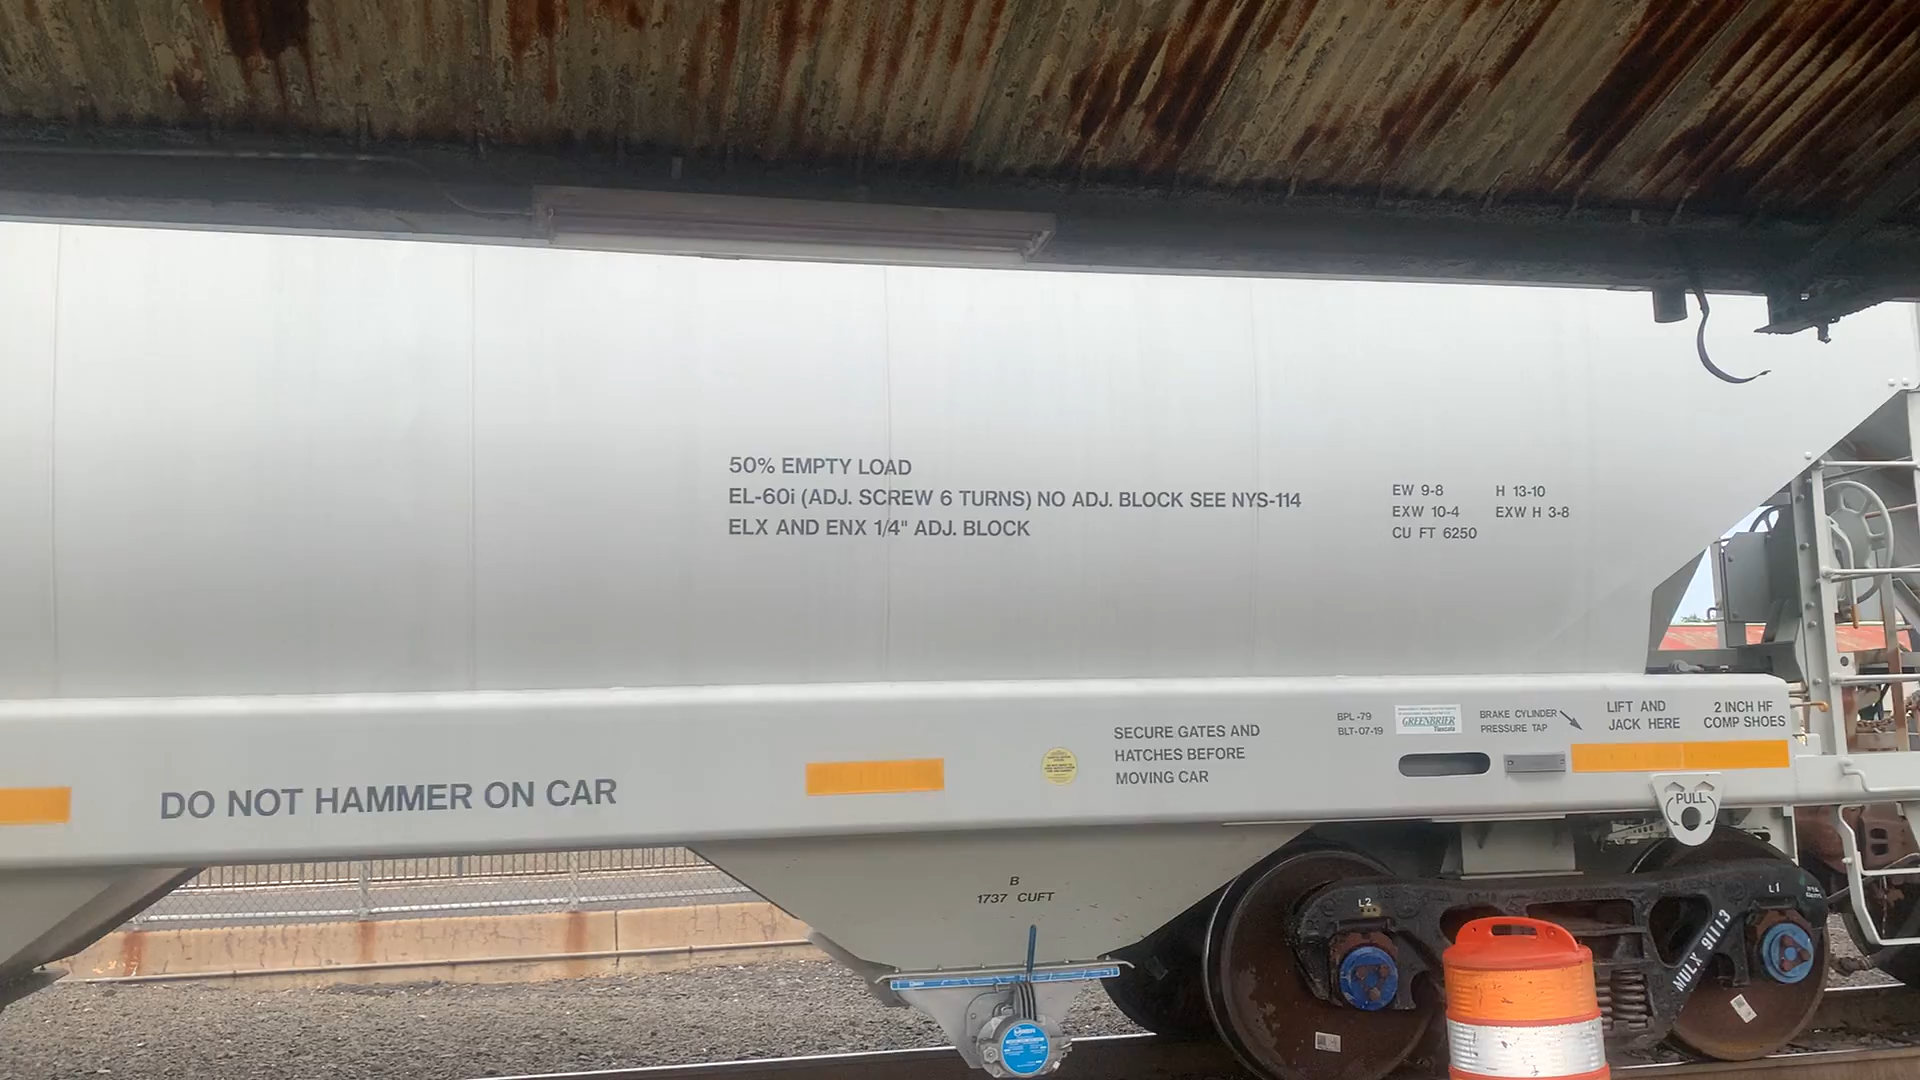 50% EMPTY LOAD
EL-60i (ADJ. SCREW 6 TURNS) NO ADJ. BLOCK SEE NYS-114
ELX AND ENX 1/4" ADJ. BLOCK
EW 9-8 H 13-10
EXW 10-4 EXW H 3-8
CU FT 6250
DO NOT HAMMER ON CAR
SECURE GATES AND
HATCHES BEFORE
MOVING CAR
BPL-79
BLT-07-19
GREENBRIER
Tlaxcala
BRAKE CYLINDER
PRESSURE TAP
LIFT AND
JACK HERE
2 INCH HF
COMP SHOES
PULL
B
1737 CUFT
L2
L1
MULX 91113
MINER